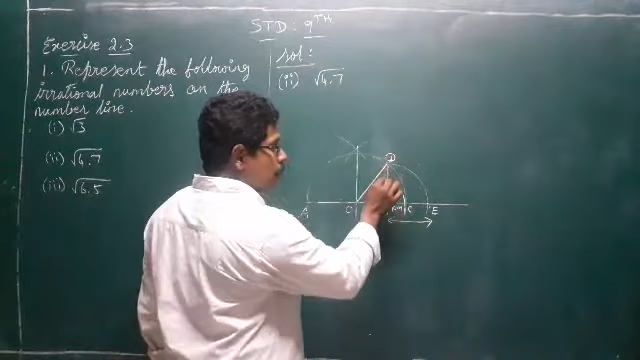 STD : 9TH
Exercise 2.3
1. Represent the following
irrational numbers on the
number line.
(i) √3
(ii) √4.7
(iii) √6.5
sol:
(ii) √4.7
D
A O C E